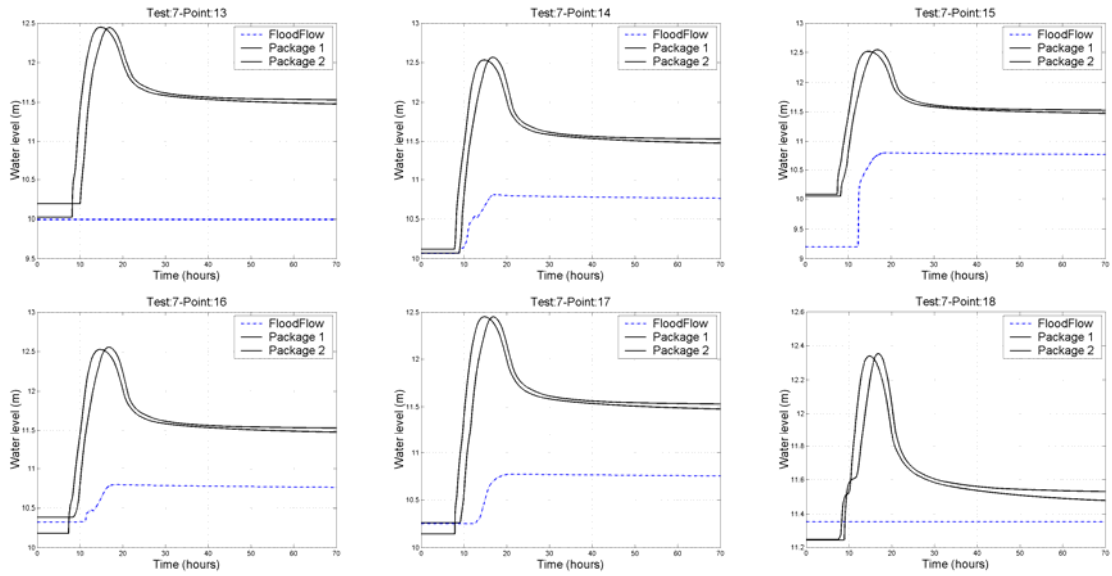 Test:7-Point:13
12.5
12
11.5
11
10.5
10
9.5
0 10 20 30 40 50 60 70
Water level (m)
Time (hours)
FloodFlow
Package 1
Package 2
Test:7-Point:14
13
12.5
12
11.5
11
10.5
10
0 10 20 30 40 50 60 70
Water level (m)
Time (hours)
FloodFlow
Package 1
Package 2
Test:7-Point:15
13
12.5
12
11.5
11
10.5
10
9.5
9
0 10 20 30 40 50 60 70
Water level (m)
Time (hours)
FloodFlow
Package 1
Package 2
Test:7-Point:16
13
12.5
12
11.5
11
10.5
10
0 10 20 30 40 50 60 70
Water level (m)
Time (hours)
FloodFlow
Package 1
Package 2
Test:7-Point:17
12.5
12
11.5
11
10.5
10
0 10 20 30 40 50 60 70
Water level (m)
Time (hours)
FloodFlow
Package 1
Package 2
Test:7-Point:18
12.6
12.4
12.2
12
11.8
11.6
11.4
11.2
0 10 20 30 40 50 60 70
Water level (m)
Time (hours)
FloodFlow
Package 1
Package 2